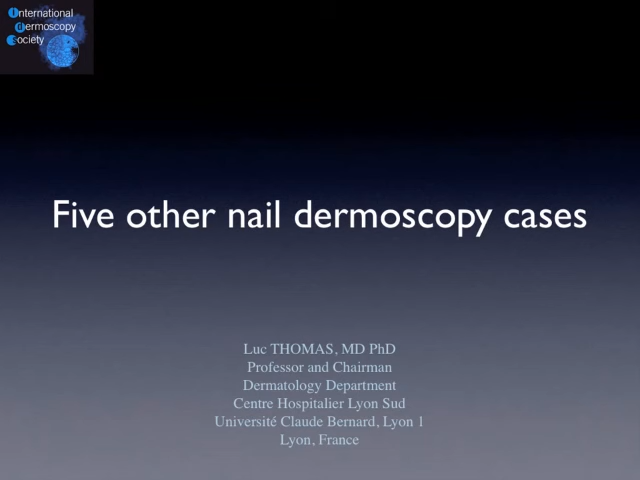 International
dermoscopy
Society
Five other nail dermoscopy cases
Luc THOMAS, MD PhD
Professor and Chairman
Dermatology Department
Centre Hospitalier Lyon Sud
Université Claude Bernard, Lyon 1
Lyon, France